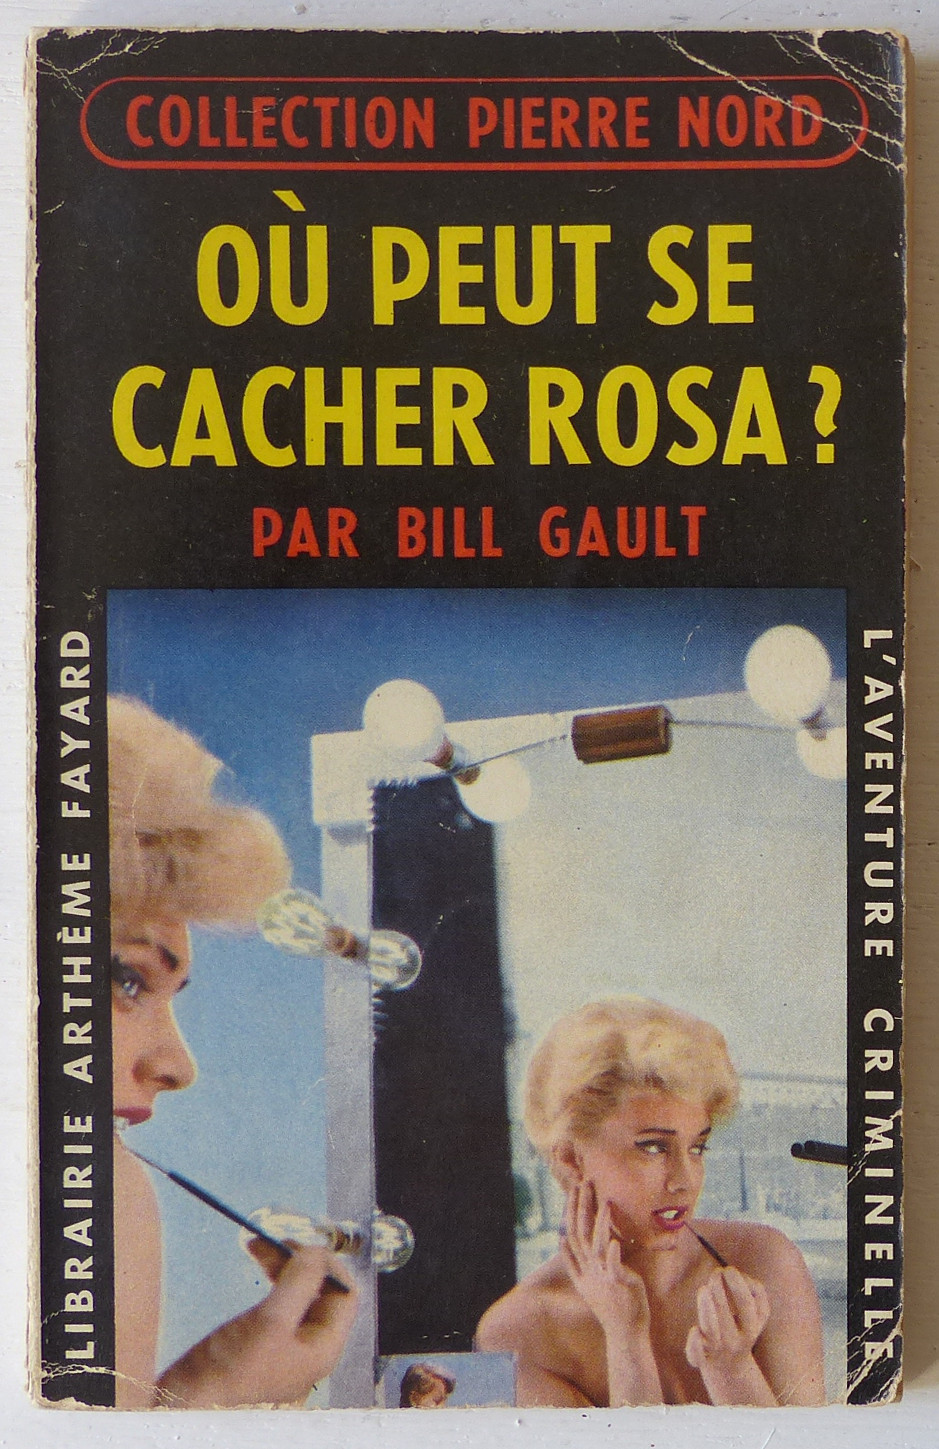 COLLECTION PIERRE NORD
OÙ PEUT SE
CACHER ROSA ?
PAR BILL GAULT
LIBRAIRIE ARTHÈME FAYARD
L'AVENTURE CRIMINELLE